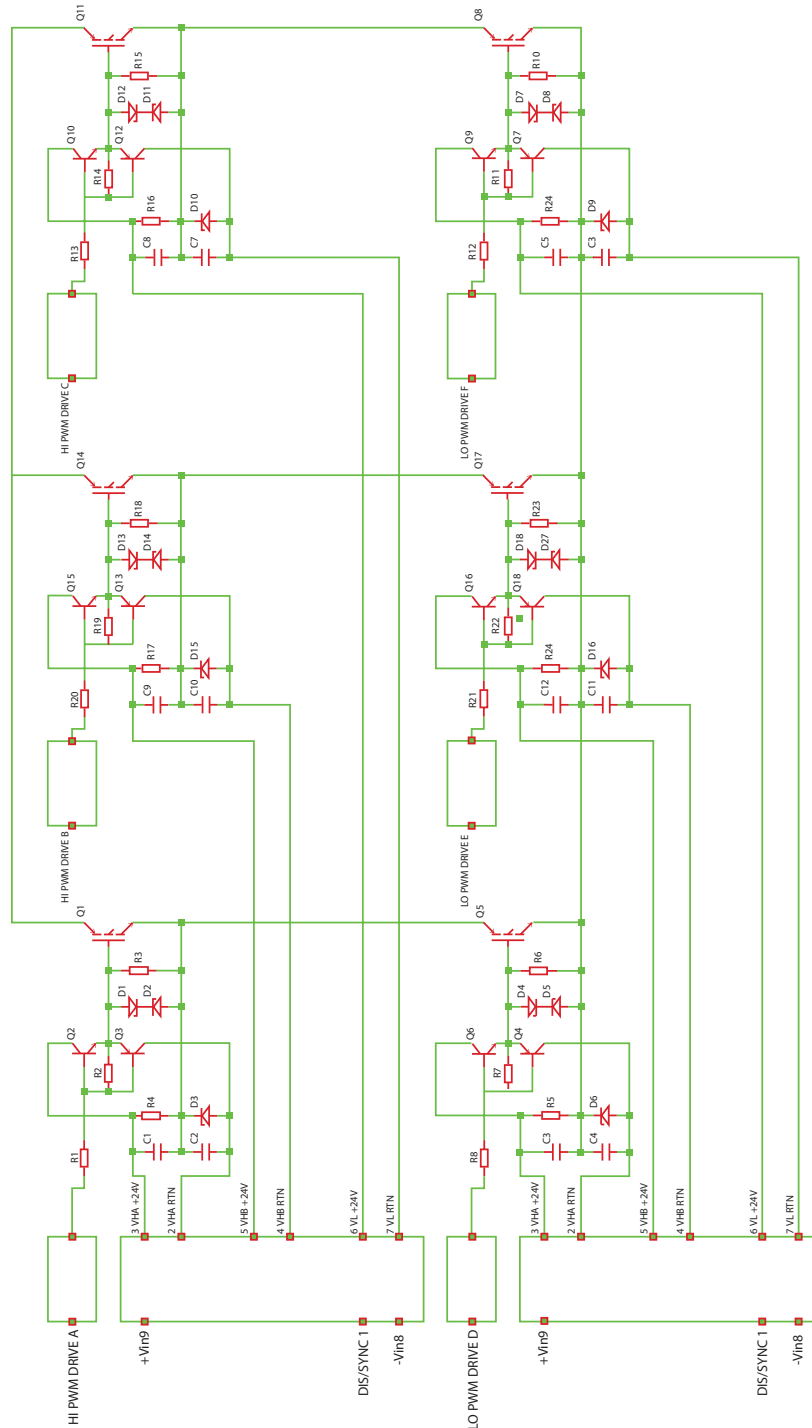 Q11
Q8
R15
R10
D12
D11
D7
D8
Q10
Q12
Q9
Q7
R14
R11
R16
D10
R24
D9
R13
C8
C7
R12
C5
C3
HI PWM DRIVE C
LO PWM DRIVE F
Q14
Q17
R18
R23
D13
D14
D18
D27
Q15
Q13
Q16
Q18
R19
R22
R17
D15
R24
D16
R20
C9
C10
R21
C12
C11
HI PWM DRIVE B
LO PWM DRIVE E
Q1
Q5
R3
R6
D1
D2
D4
D5
Q2
Q3
Q6
Q4
R2
R7
R4
D3
R5
D6
R1
C1
C2
R8
C3
C4
3 VHA +24V
2 VHA RTN
5 VHB +24V
4 VHB RTN
6 VL +24V
7 VL RTN
3 VHA +24V
2 VHA RTN
5 VHB +24V
4 VHB RTN
6 VL +24V
7 VL RTN
HI PWM DRIVE A
+Vin9
DIS/SYNC 1
-Vin8
LO PWM DRIVE D
+Vin9
DIS/SYNC 1
-Vin8